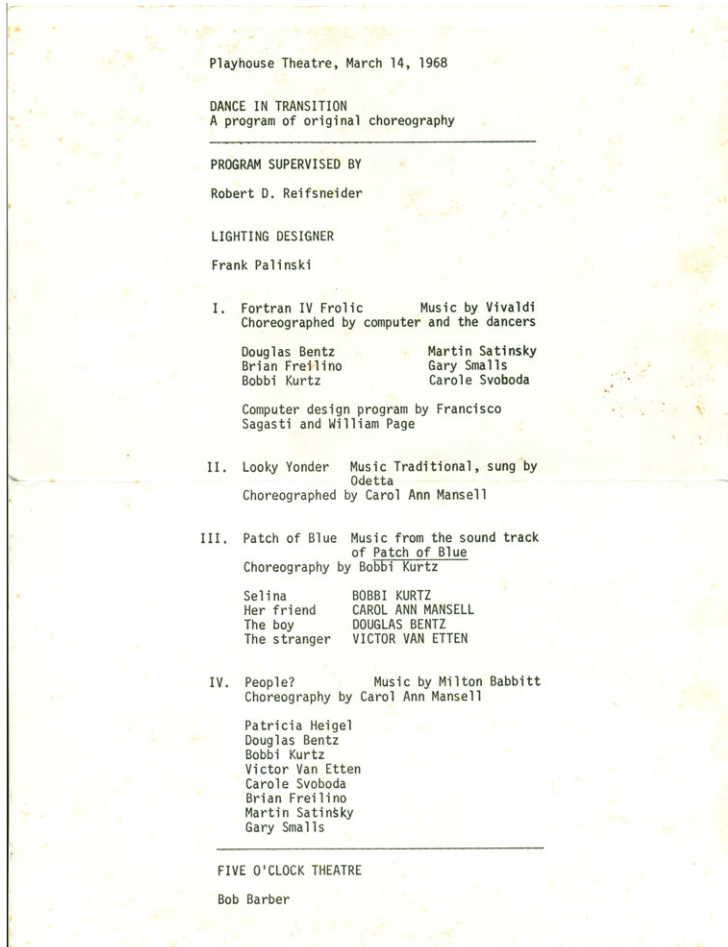 Playhouse Theatre, March 14, 1968
DANCE IN TRANSITION
A program of original choreography
PROGRAM SUPERVISED BY
Robert D. Reifsneider
LIGHTING DESIGNER
Frank Palinski
I. Fortran IV Frolic Music by Vivaldi
Choreographed by computer and the dancers
Douglas Bentz Martin Satinsky
Brian Freilino Gary Smalls
Bobbi Kurtz Carole Svoboda
Computer design program by Francisco
Sagasti and William Page
II. Looky Yonder Music Traditional, sung by
Odetta
Choreographed by Carol Ann Mansell
III. Patch of Blue Music from the sound track
of Patch of Blue
Choreography by Bobbi Kurtz
Selina BOBBI KURTZ
Her friend CAROL ANN MANSELL
The boy DOUGLAS BENTZ
The stranger VICTOR VAN ETTEN
IV. People? Music by Milton Babbitt
Choreography by Carol Ann Mansell
Patricia Heigel
Douglas Bentz
Bobbi Kurtz
Victor Van Etten
Carole Svoboda
Brian Freilino
Martin Satinsky
Gary Smalls
FIVE O'CLOCK THEATRE
Bob Barber